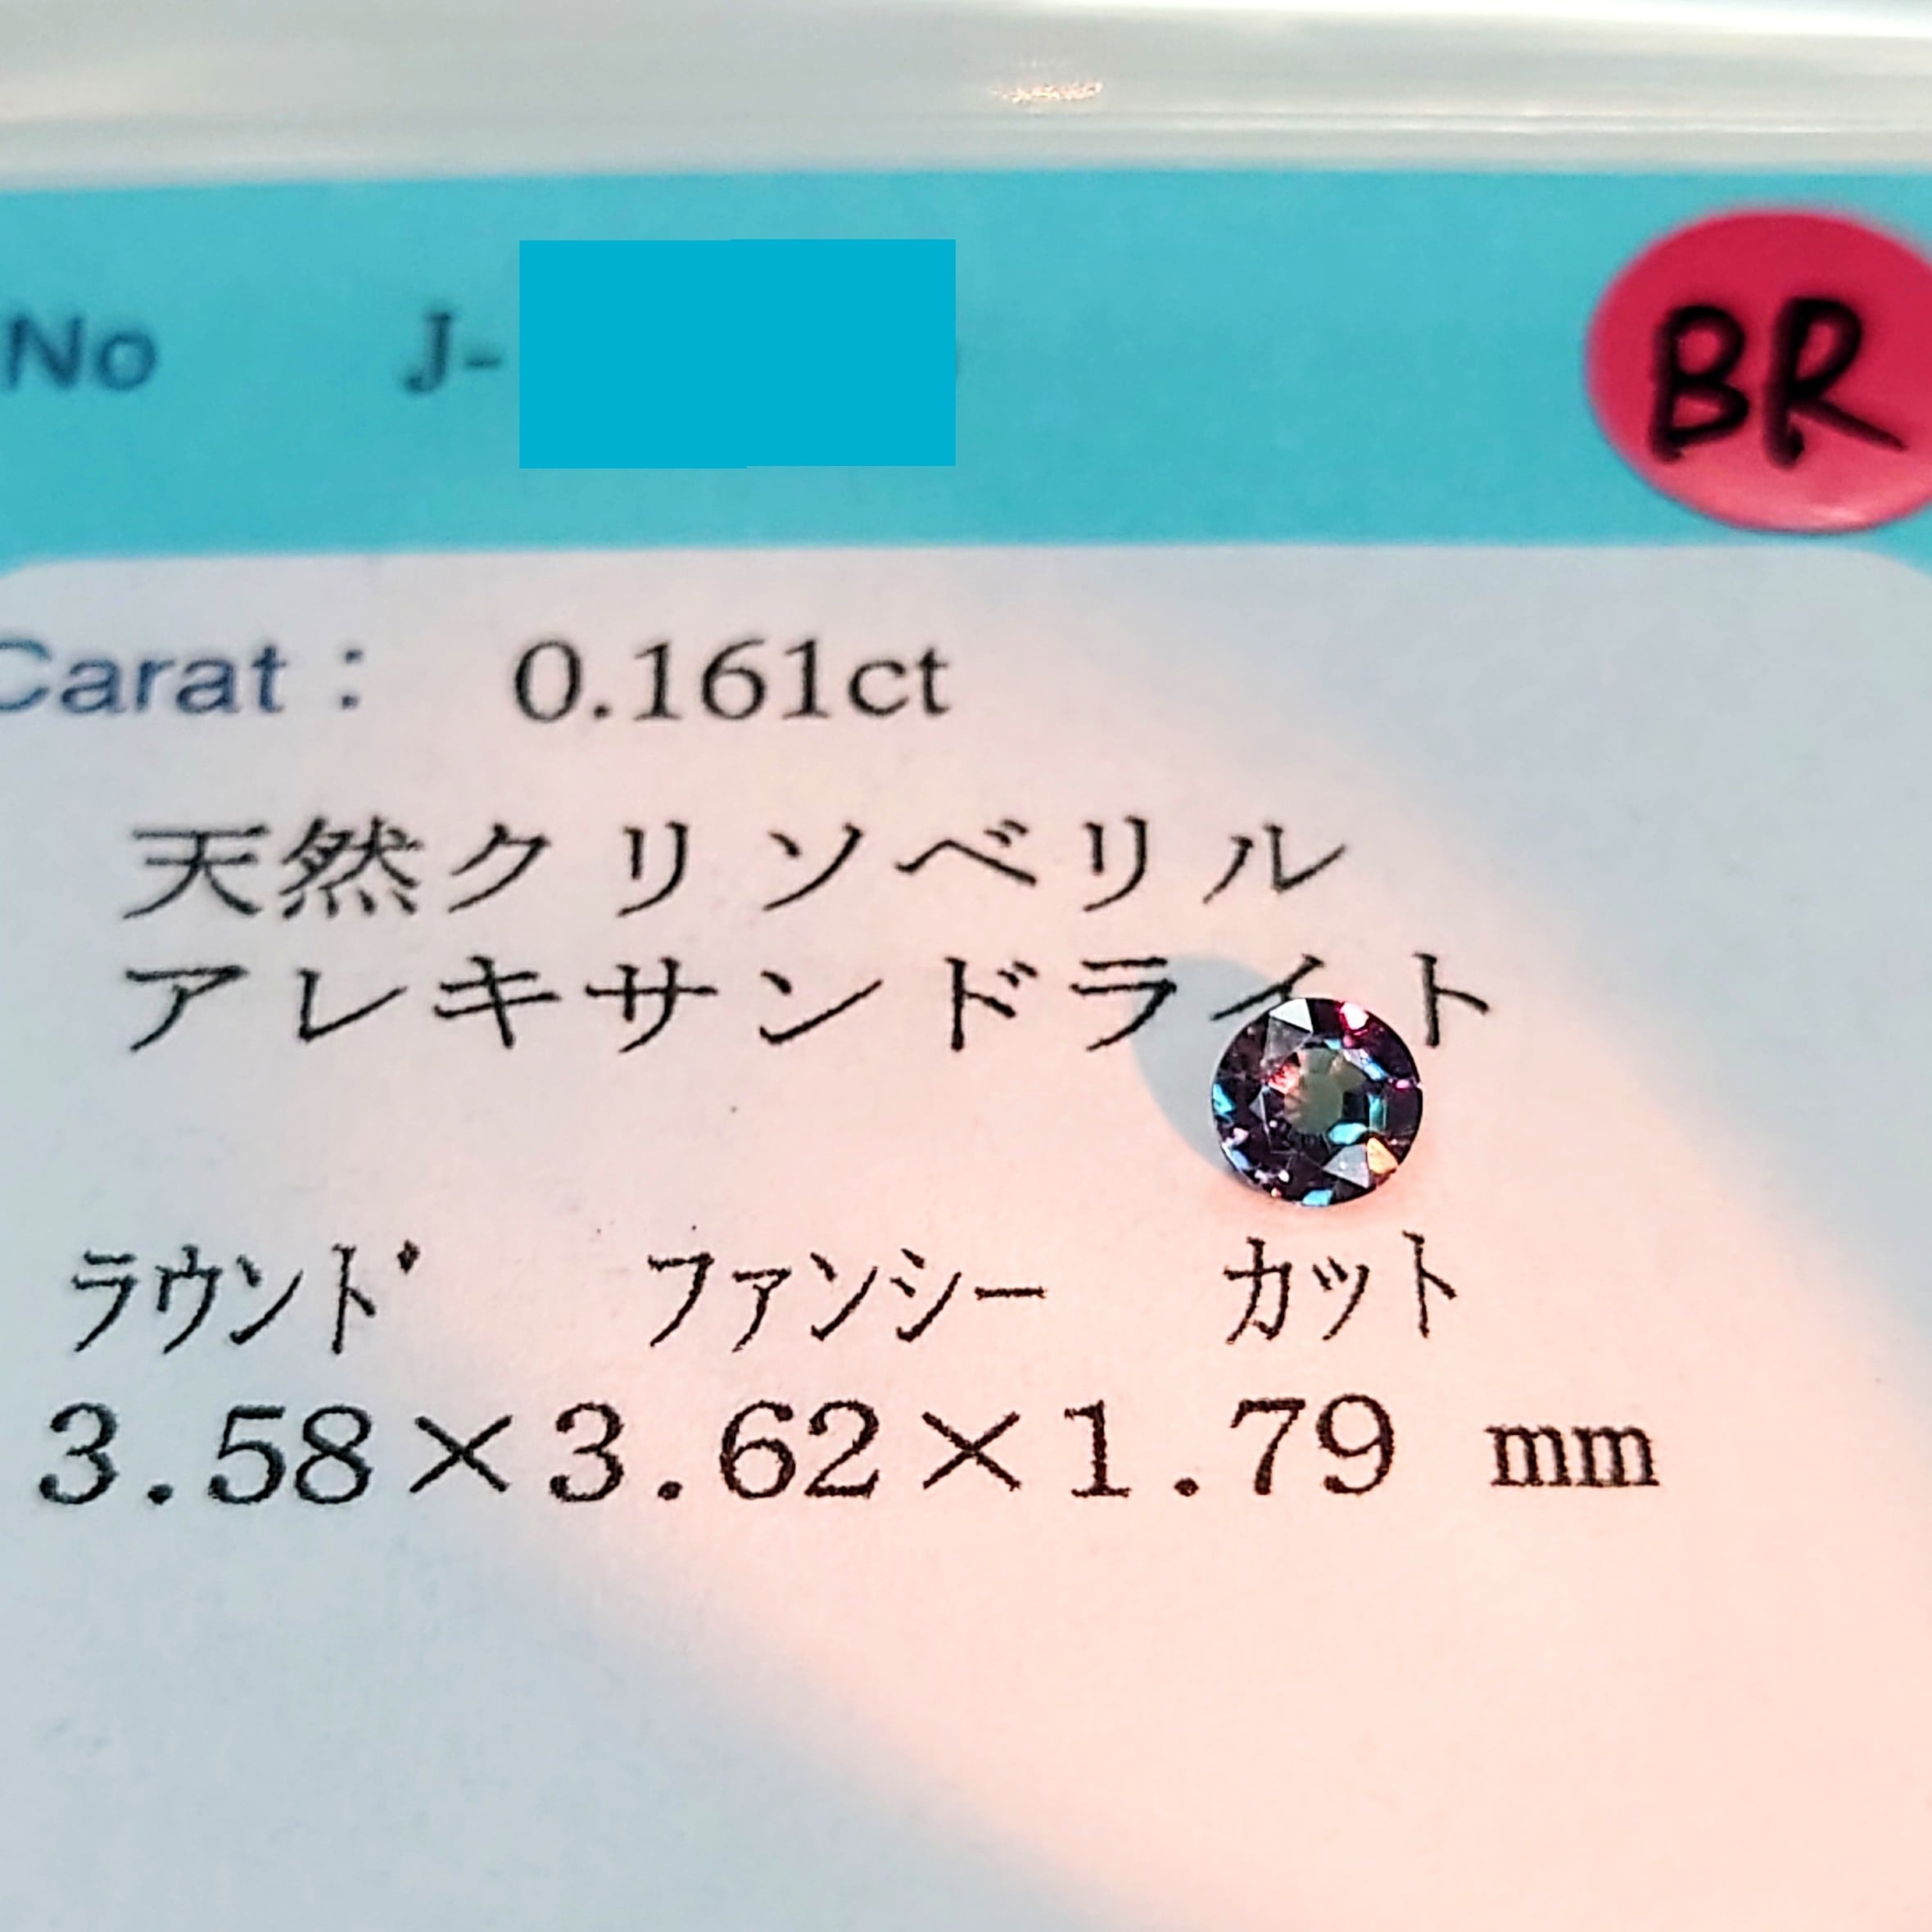 No J-
BR
Carat : 0.161ct
天然クリソベリル
アレキサンドライト
ラウンド ファンシー カット
3.58×3.62×1.79 mm